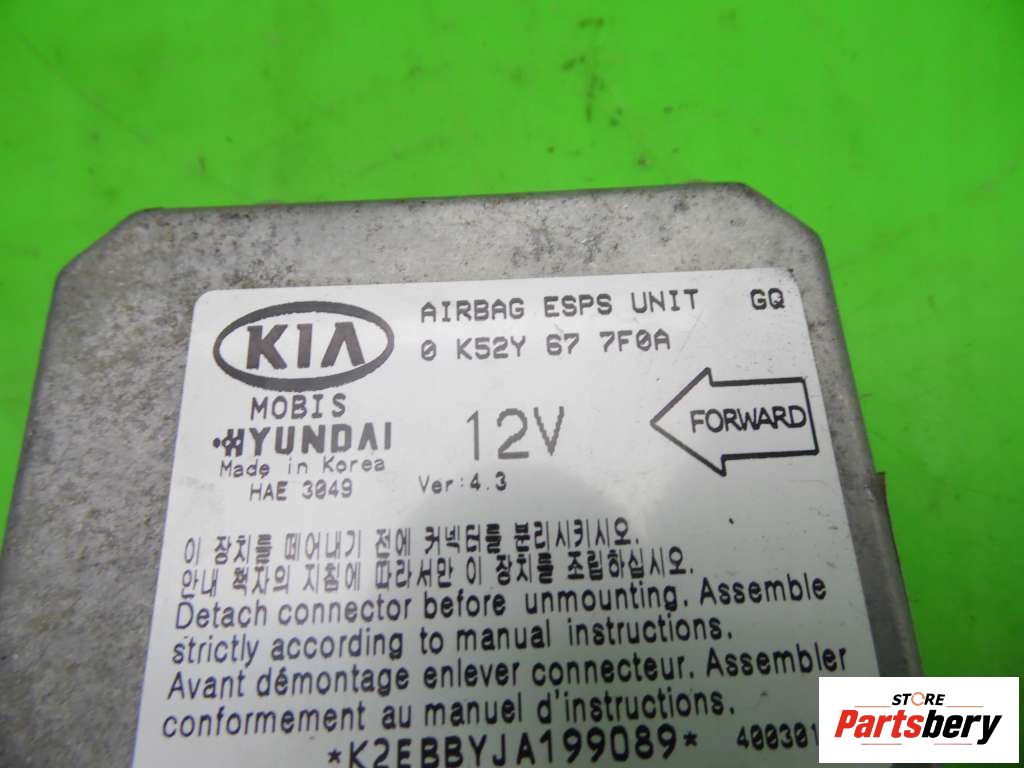 KIA
AIRBAG ESPS UNIT GQ
0 K52Y 67 7F0A
MOBIS
HYUNDAI
12V
FORWARD
Made in Korea
HAE 3049
Ver:4.3
이 장치를 떼어내기 전에 커넥터를 분리시키시오.
안내 책자의 지침에 따라서만 이 장치를 조립하십시오.
Detach connector before unmounting. Assemble
strictly according to manual instructions.
Avant démontage enlever connecteur. Assembler
conformement au manuel d'instructions.
*K2EBBYJA199089*
STORE
Partsbery